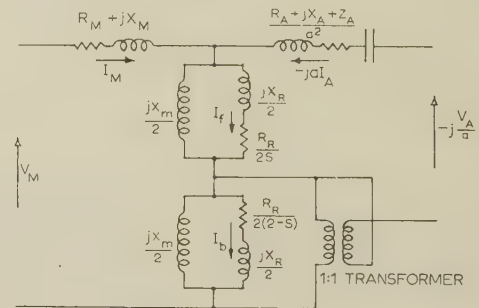 R_M + jX_M
R_A + jX_A + Z_A
a²
I_M
-jaI_A
jX_m
2
I_f
jX_R
2
R_R
2S
-j V_A
a
V_M
jX_m
2
I_b
R_R
2(2-S)
jX_R
2
1:1 TRANSFORMER